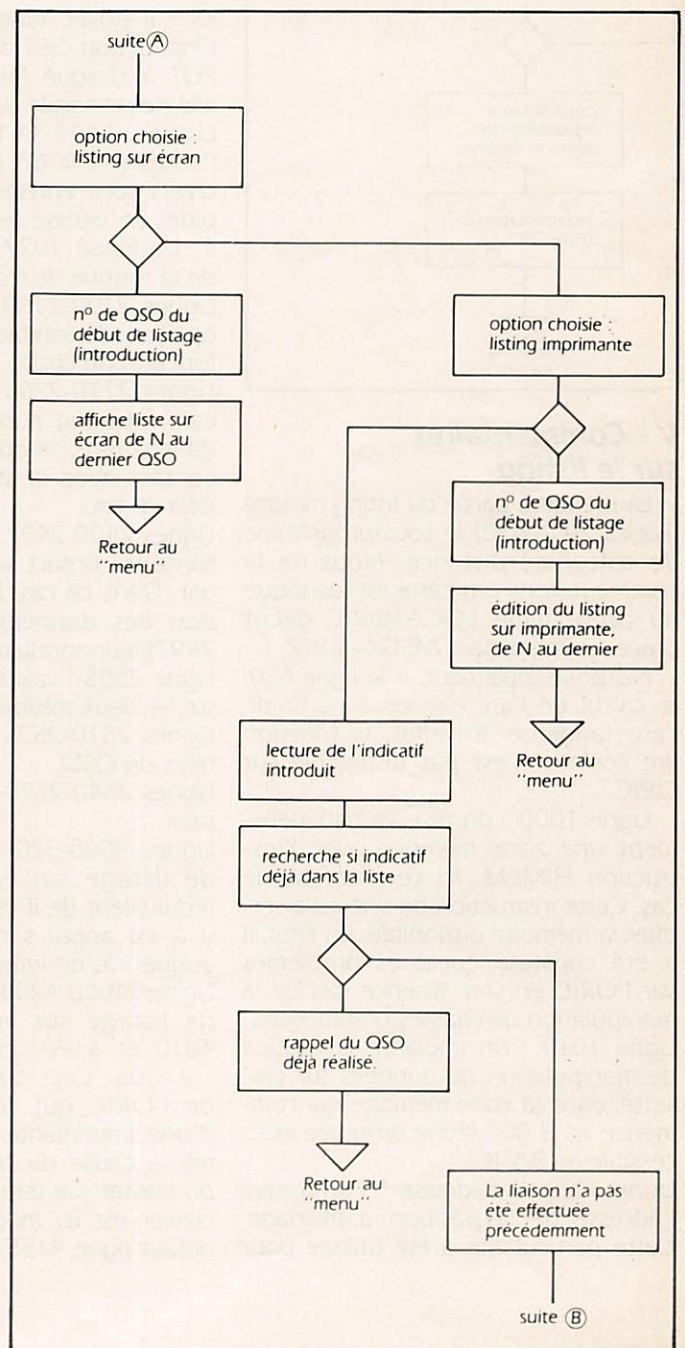 suite Ⓐ
option choisie :
listing sur écran
nº de QSO du
début de listage
(introduction)
affiche liste sur
écran de N au
dernier QSO
Retour au
"menu"
option choisie :
listing imprimante
nº de QSO du
début de listage
(introduction)
édition du listing
sur imprimante,
de N au dernier
Retour au
"menu"
lecture de l'indicatif
introduit
recherche si indicatif
déjà dans la liste
rappel du QSO
déjà réalisé.
Retour au
"menu"
La liaison n'a pas
été effectuée
précédemment
suite Ⓑ